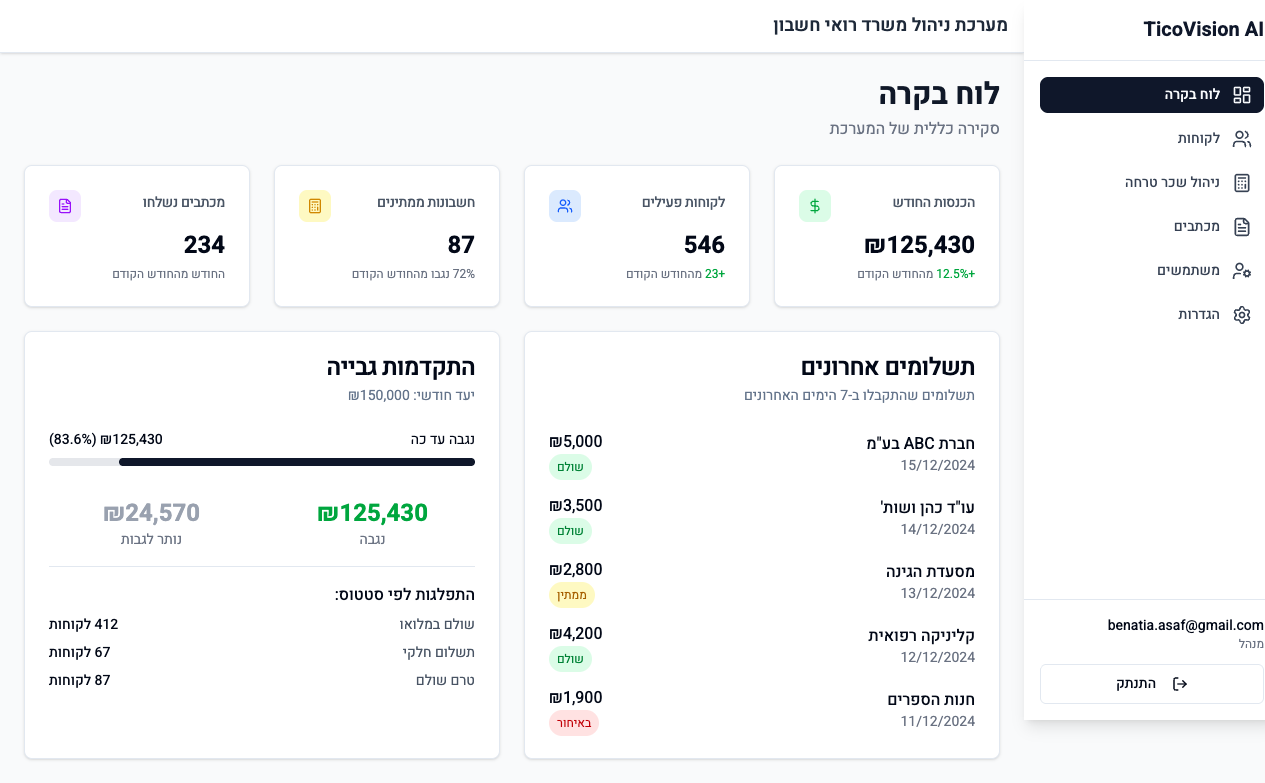 TicoVision AI
לוח בקרה
לקוחות
ניהול שכר טרחה
מכתבים
משתמשים
הגדרות
benatia.asaf@gmail.com
מנהל
התנתק
מערכת ניהול משרד רואי חשבון
לוח בקרה
סקירה כללית של המערכת
הכנסות החודש
₪125,430
+12.5% מהחודש הקודם
לקוחות פעילים
546
+23 מהחודש הקודם
חשבונות ממתינים
87
72% נגבו מהחודש הקודם
מכתבים נשלחו
234
החודש מהחודש הקודם
תשלומים אחרונים
תשלומים שהתקבלו ב-7 הימים האחרונים
חברת ABC בע"מ
15/12/2024
₪5,000
שולם
עו"ד כהן ושות'
14/12/2024
₪3,500
שולם
מסעדת הגינה
13/12/2024
₪2,800
ממתין
קליניקה רפואית
12/12/2024
₪4,200
שולם
חנות הספרים
11/12/2024
₪1,900
באיחור
התקדמות גבייה
יעד חודשי: ₪150,000
נגבה עד כה
₪125,430 (83.6%)
₪125,430
נגבה
₪24,570
נותר לגבות
התפלגות לפי סטטוס:
שולם במלואו
412 לקוחות
תשלום חלקי
67 לקוחות
טרם שולם
87 לקוחות